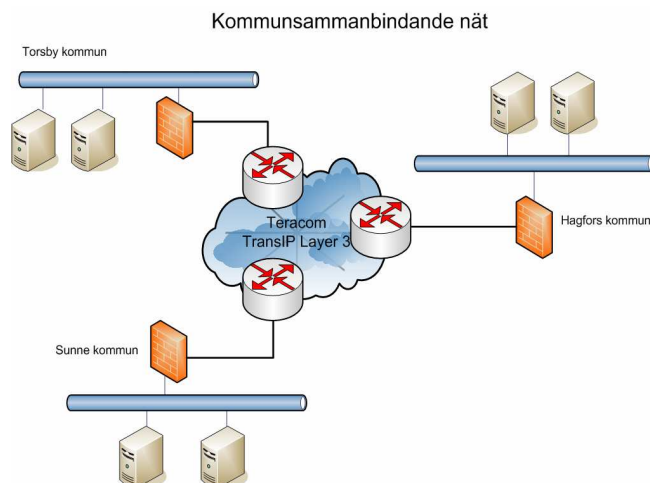 Kommunsammanbindande nät
Torsby kommun
Teracom
TransIP Layer 3
Hagfors kommun
Sunne kommun